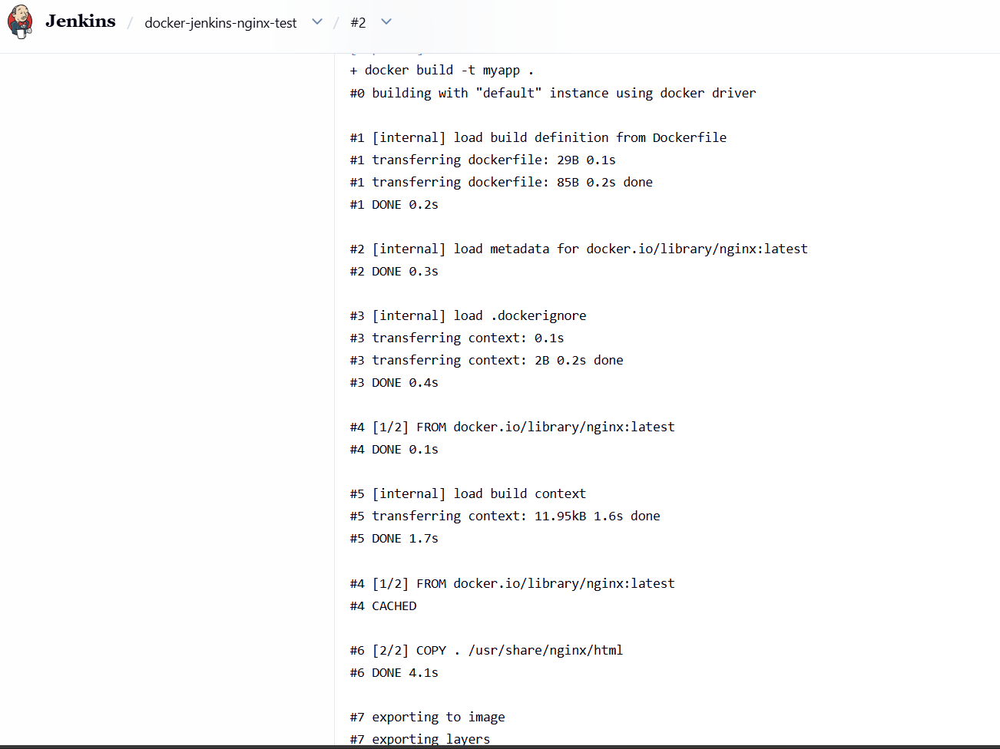 Jenkins / docker-jenkins-nginx-test / #2
+ docker build -t myapp .
#0 building with "default" instance using docker driver
#1 [internal] load build definition from Dockerfile
#1 transferring dockerfile: 29B 0.1s
#1 transferring dockerfile: 85B 0.2s done
#1 DONE 0.2s
#2 [internal] load metadata for docker.io/library/nginx:latest
#2 DONE 0.3s
#3 [internal] load .dockerignore
#3 transferring context: 0.1s
#3 transferring context: 2B 0.2s done
#3 DONE 0.4s
#4 [1/2] FROM docker.io/library/nginx:latest
#4 DONE 0.1s
#5 [internal] load build context
#5 transferring context: 11.95kB 1.6s done
#5 DONE 1.7s
#4 [1/2] FROM docker.io/library/nginx:latest
#4 CACHED
#6 [2/2] COPY . /usr/share/nginx/html
#6 DONE 4.1s
#7 exporting to image
#7 exporting layers